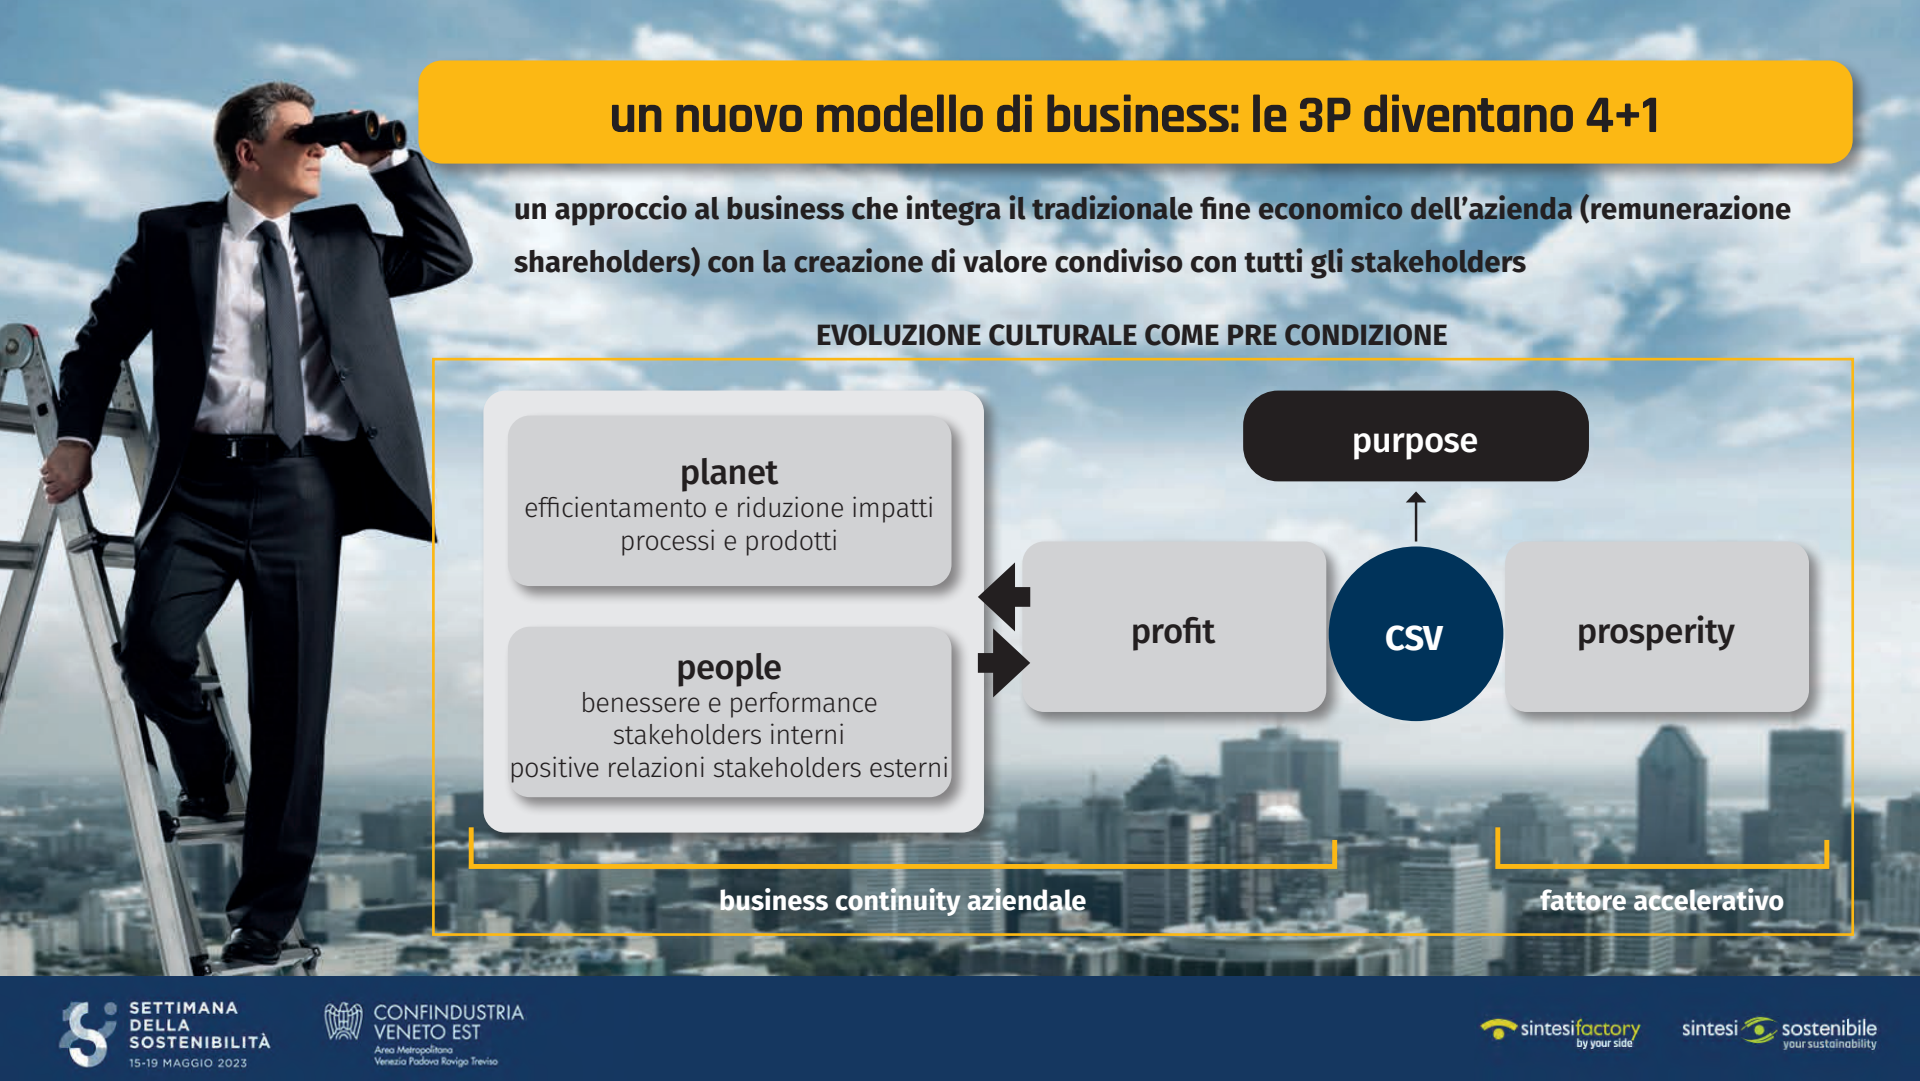 un nuovo modello di business: le 3P diventano 4+1
un approccio al business che integra il tradizionale fine economico dell’azienda (remunerazione
shareholders) con la creazione di valore condiviso con tutti gli stakeholders
EVOLUZIONE CULTURALE COME PRE CONDIZIONE
planet
efficientamento e riduzione impatti
processi e prodotti
people
benessere e performance
stakeholders interni
positive relazioni stakeholders esterni
profit
purpose
CSV
prosperity
business continuity aziendale
fattore accelerativo
SETTIMANA
DELLA
SOSTENIBILITÀ
15-19 MAGGIO 2023
CONFINDUSTRIA
VENETO EST
Area Metropolitana
Venezia Padova Rovigo Treviso
sintesifactory
by your side
sintesi sostenibile
your sustainability